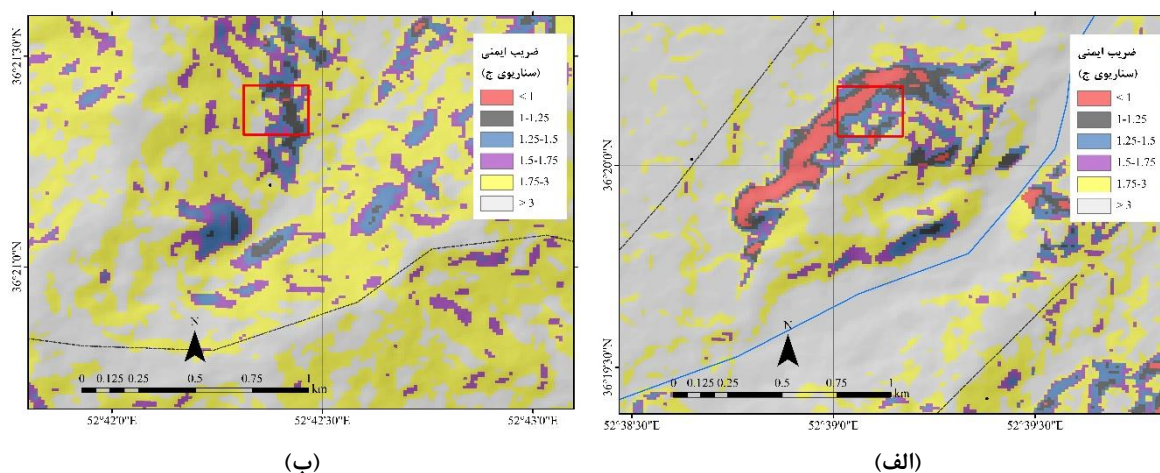 ضریب ایمنی
(سناریوی ج)
< 1
1-1.25
1.25-1.5
1.5-1.75
1.75-3
> 3
36°20'0"N
36°19'30"N
N
0 0.125 0.25 0.5 0.75 1
km
52°38'30"E 52°39'0"E 52°39'30"E
(الف)
ضریب ایمنی
(سناریوی ج)
< 1
1-1.25
1.25-1.5
1.5-1.75
1.75-3
> 3
36°21'30"N
36°21'0"N
N
0 0.125 0.25 0.5 0.75 1
km
52°42'0"E 52°42'30"E 52°43'0"E
(ب)